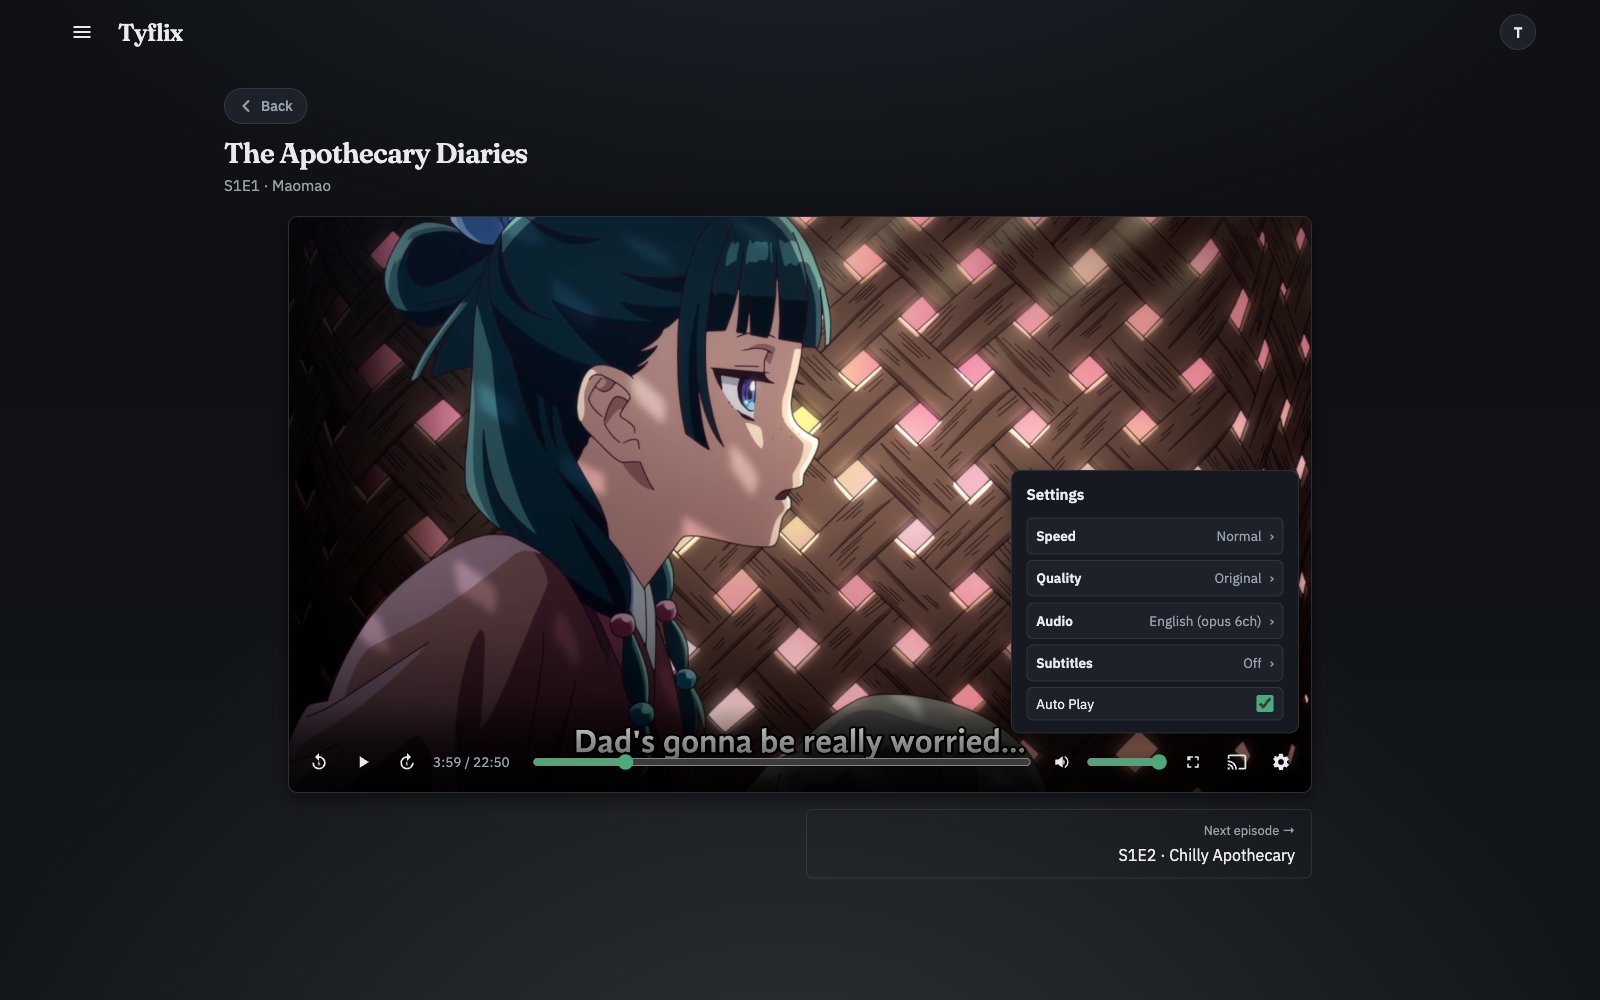 Tyflix
T
Back
The Apothecary Diaries
S1E1 · Maomao
Settings
Speed Normal ›
Quality Original ›
Audio English (opus 6ch) ›
Subtitles Off ›
Auto Play
Dad's gonna be really worried...
3:59 / 22:50
Next episode →
S1E2 · Chilly Apothecary